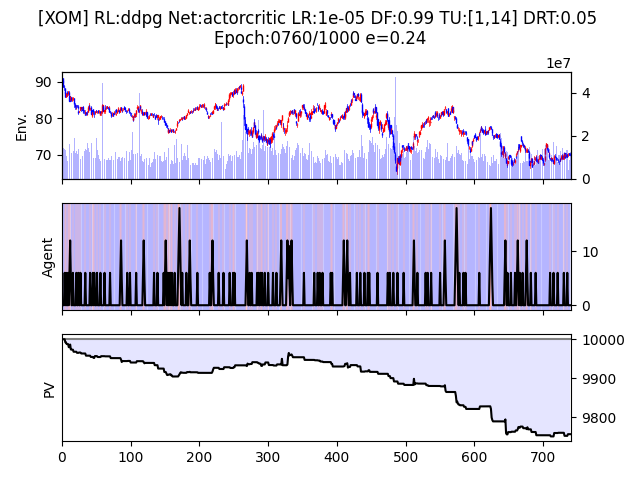 [XOM] RL:ddpg Net:actorcritic LR:1e-05 DF:0.99 TU:[1,14] DRT:0.05
Epoch:0760/1000 e=0.24
1e7
90
80
70
Env.
4
2
0
Agent
10
0
PV
10000
9900
9800
0 100 200 300 400 500 600 700